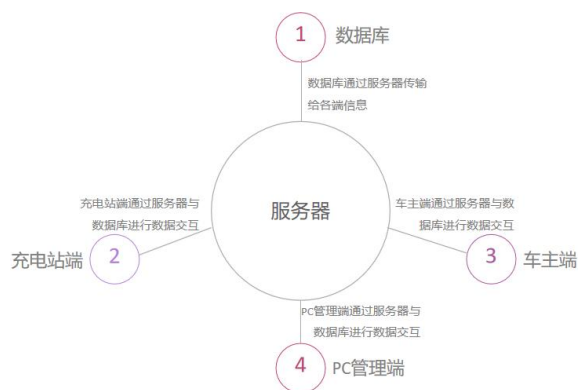 1 数据库
数据库通过服务器传输
给各端信息
充电站端通过服务器与
数据库进行数据交互
服务器
车主端通过服务器与数
据库进行数据交互
充电站端 2
3 车主端
PC管理端通过服务器与
数据库进行数据交互
4 PC管理端